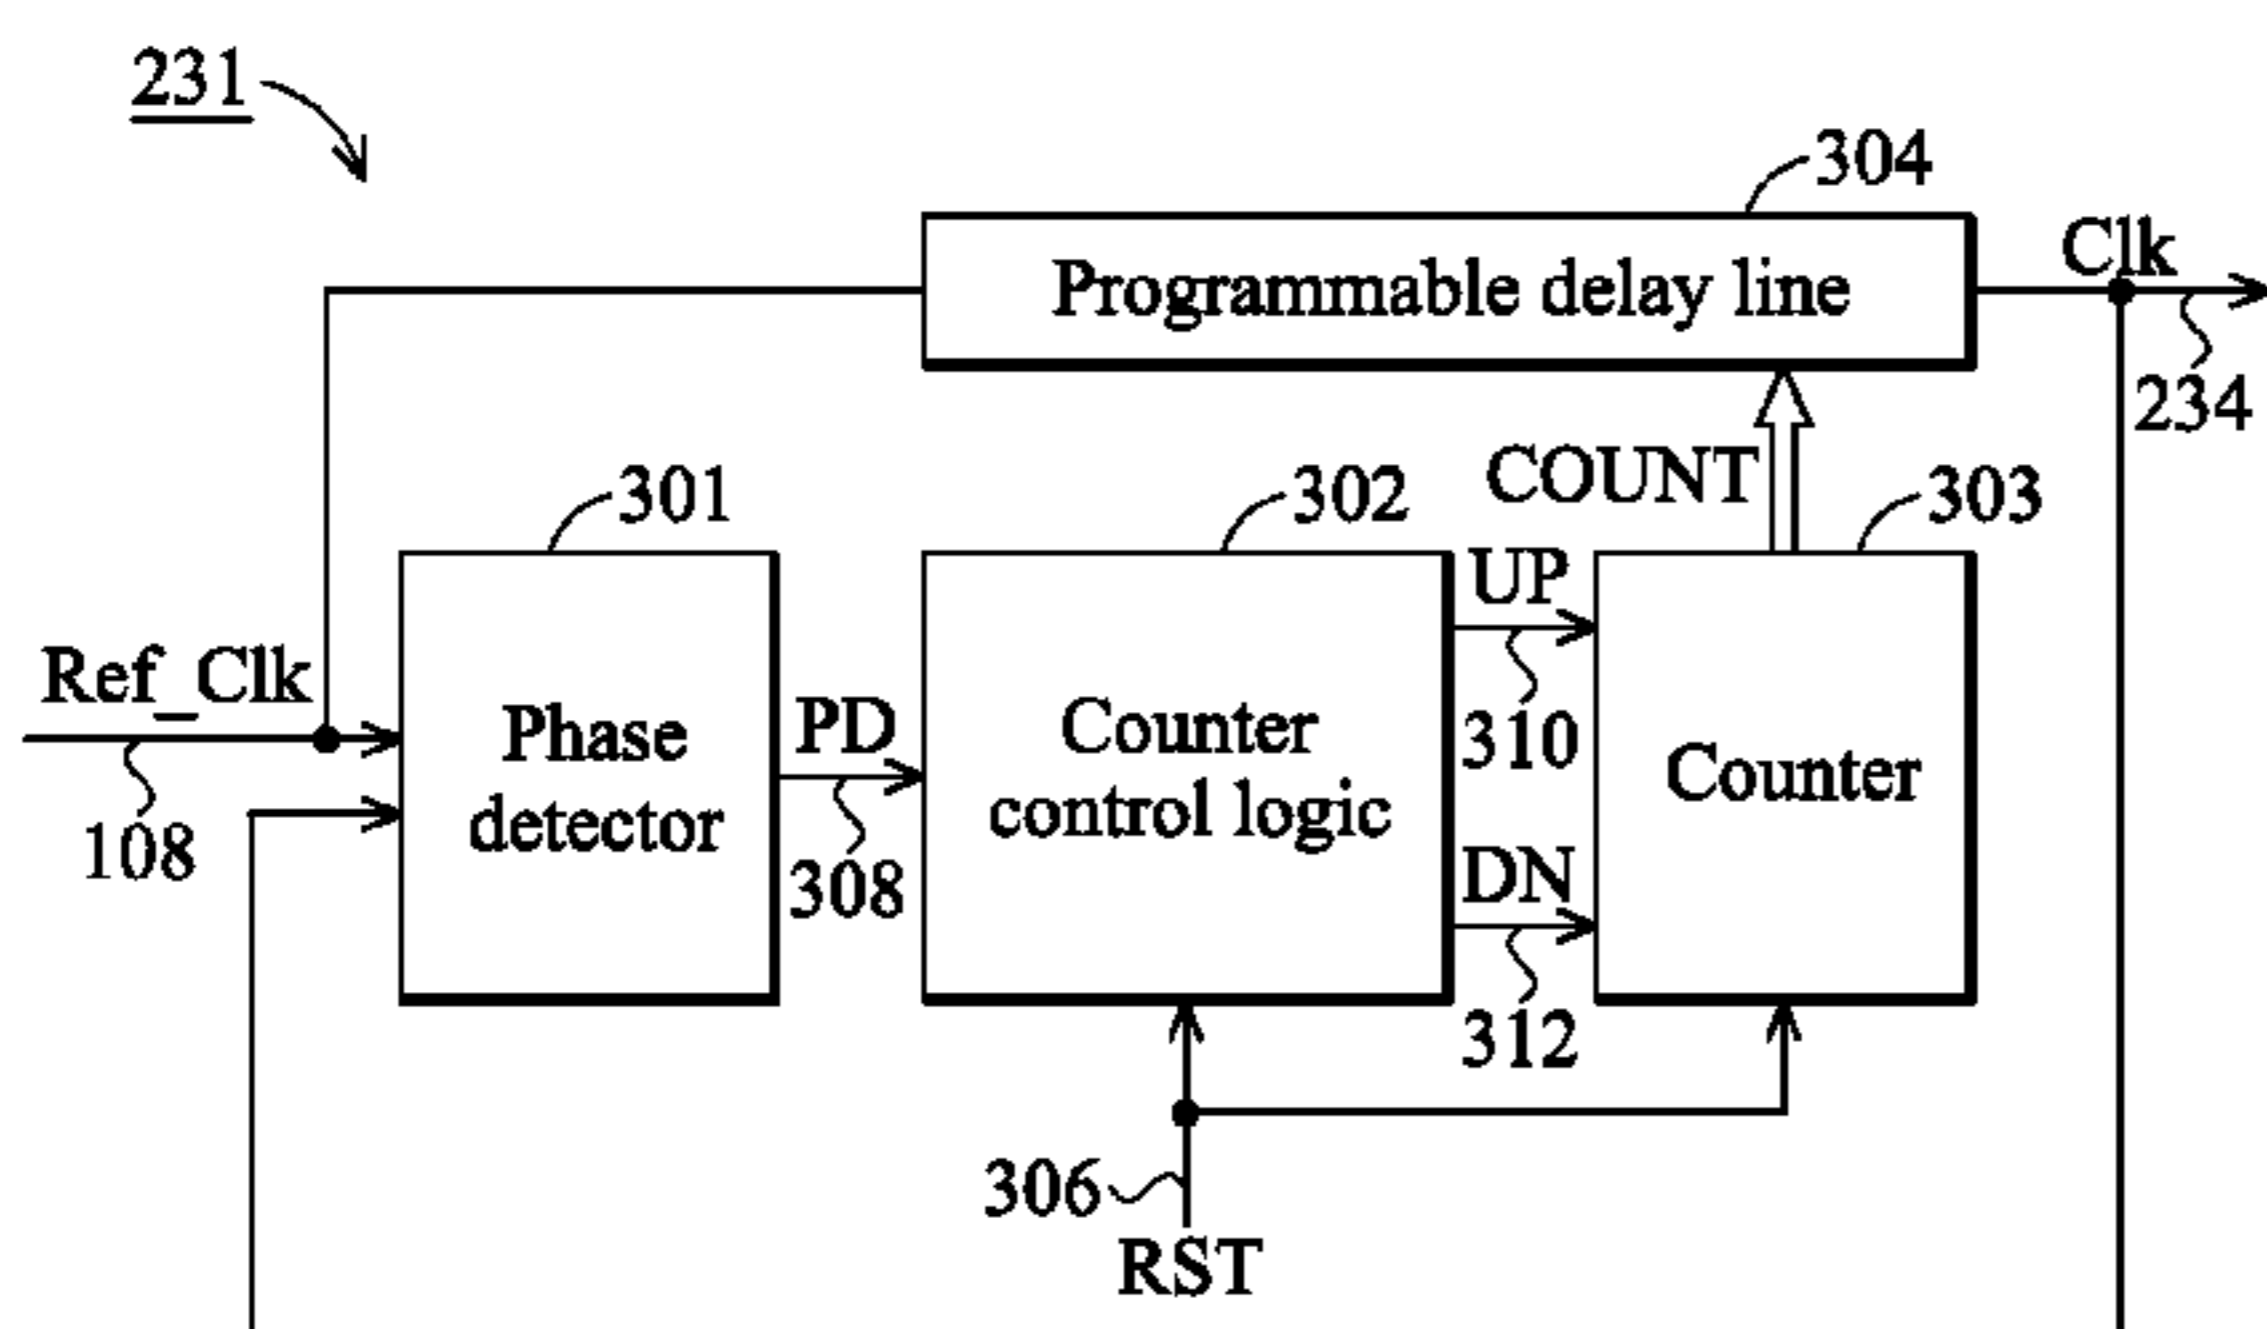 231
304
Programmable delay line
Clk
234
COUNT
301
302
303
UP
310
Ref_Clk
108
Phase
detector
PD
308
Counter
control logic
Counter
DN
312
306
RST